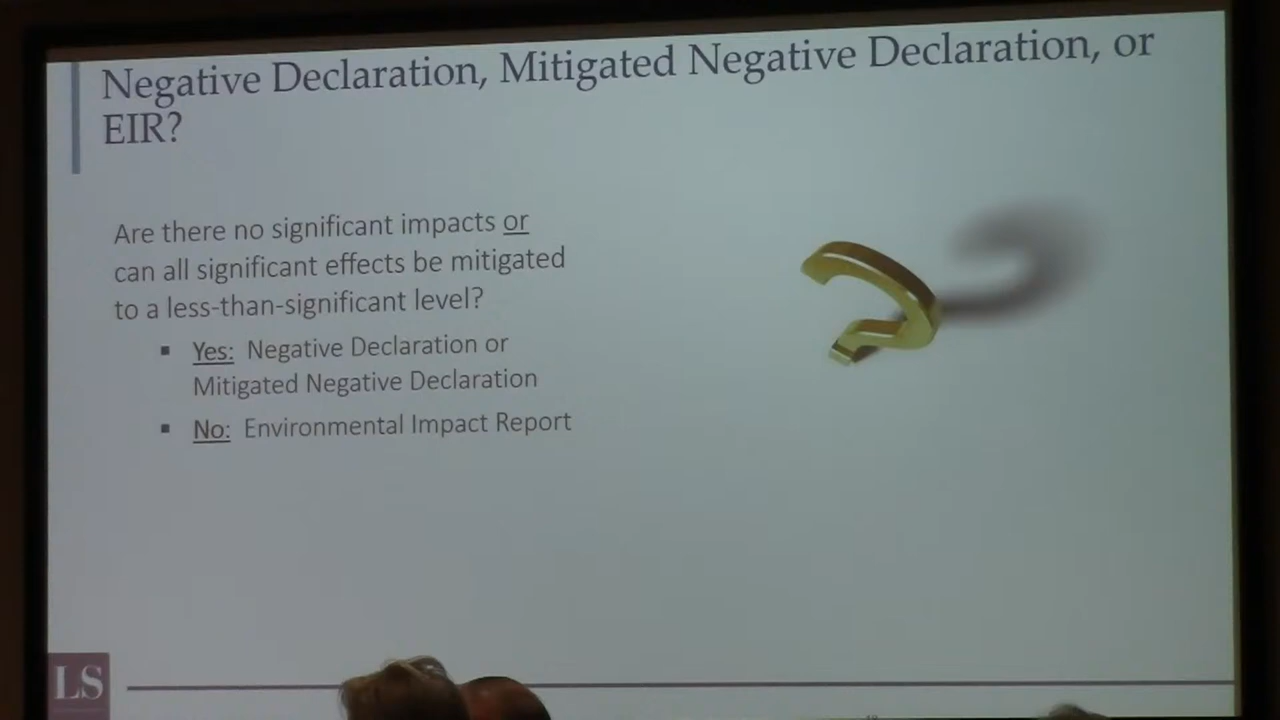 Negative Declaration, Mitigated Negative Declaration, or
EIR?
Are there no significant impacts or
can all significant effects be mitigated
to a less-than-significant level?
▪ Yes: Negative Declaration or
Mitigated Negative Declaration
▪ No: Environmental Impact Report
LS